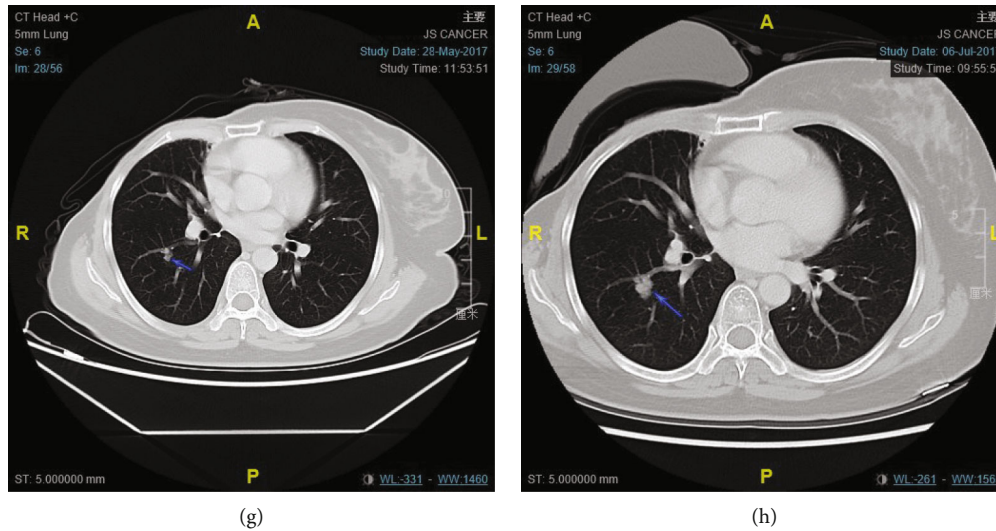 CT Head +C
5mm Lung
Se: 6
Im: 28/56
A
主要
JS CANCER
Study Date: 28-May-2017
Study Time: 11:53:51
R
L
厘米
ST: 5.000000 mm
P
WL:-331 - WW:1460
(g)
CT Head +C
5mm Lung
Se: 6
Im: 29/58
A
主要
JS CANCER
Study Date: 06-Jul-201
Study Time: 09:55:5
R
L
厘米
ST: 5.000000 mm
P
WL:-261 - WW:156
(h)